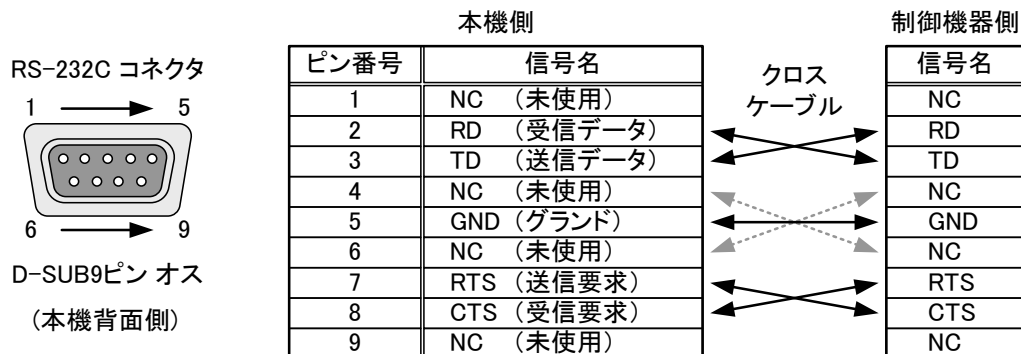 本機側
制御機器側
RS-232C コネクタ
1 5
6 9
D-SUB9ピン オス
(本機背面側)
ピン番号 信号名
1 NC (未使用)
2 RD (受信データ)
3 TD (送信データ)
4 NC (未使用)
5 GND (グランド)
6 NC (未使用)
7 RTS (送信要求)
8 CTS (受信要求)
9 NC (未使用)
クロス
ケーブル
信号名
NC
RD
TD
NC
GND
NC
RTS
CTS
NC